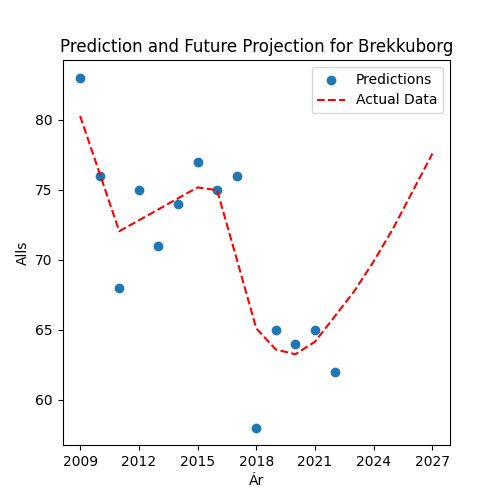 Prediction and Future Projection for Brekkuborg
Predictions
Actual Data
80
75
70
65
60
Alls
2009 2012 2015 2018 2021 2024 2027
Ár